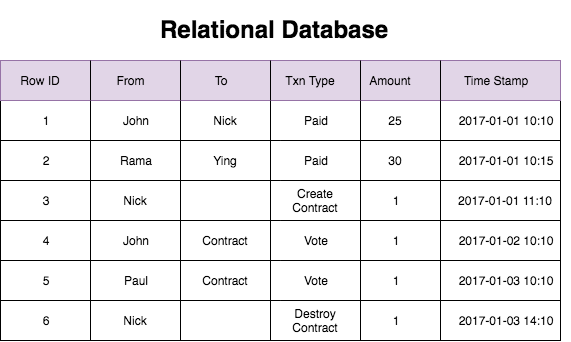 Relational Database
Row ID From To Txn Type Amount Time Stamp
1 John Nick Paid 25 2017-01-01 10:10
2 Rama Ying Paid 30 2017-01-01 10:15
3 Nick Create Contract 1 2017-01-01 11:10
4 John Contract Vote 1 2017-01-02 10:10
5 Paul Contract Vote 1 2017-01-03 10:10
6 Nick Destroy Contract 1 2017-01-03 14:10